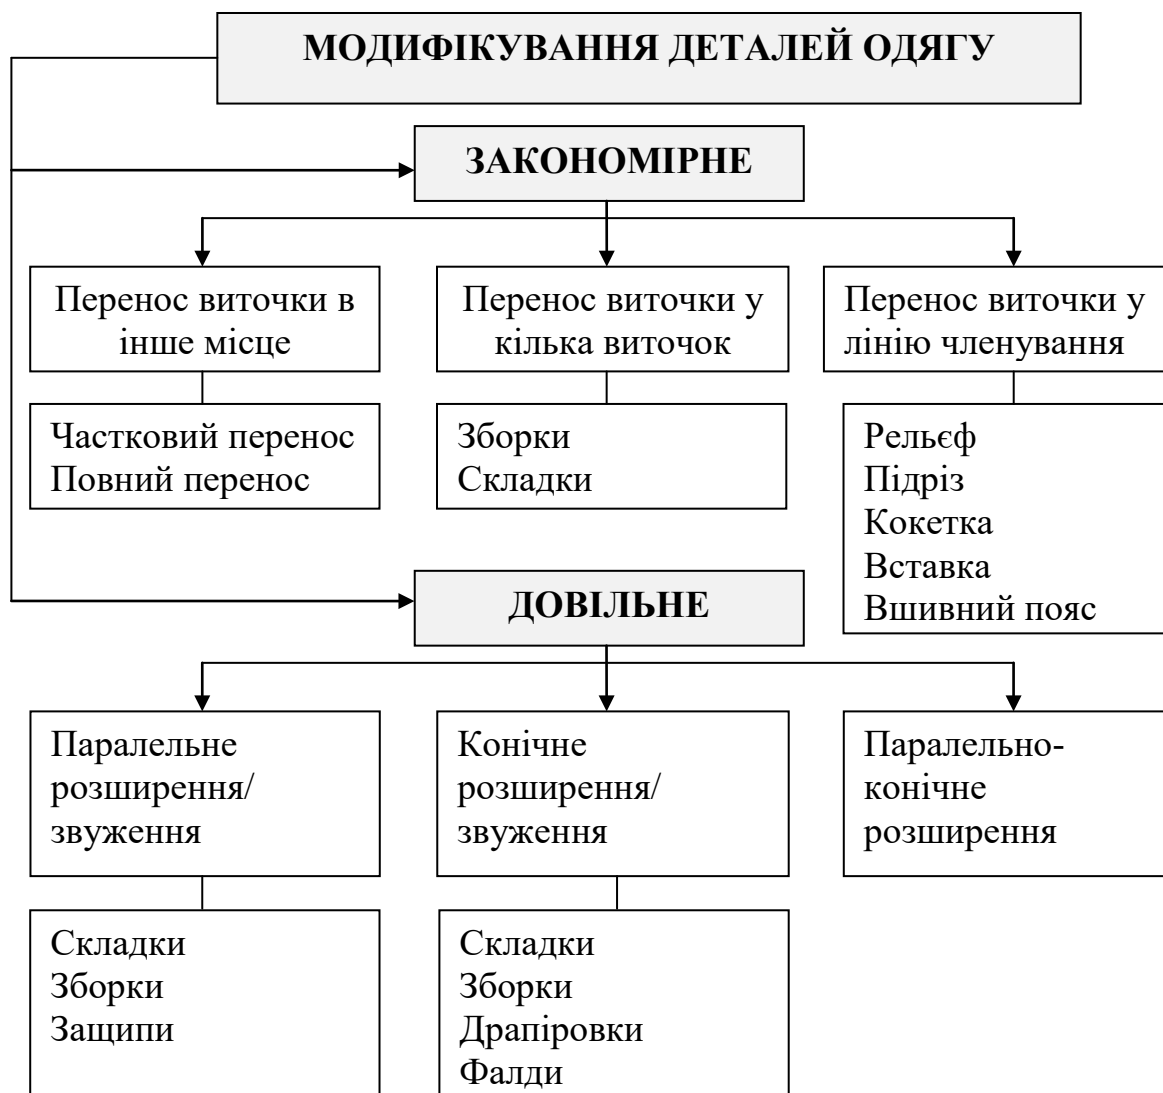 МОДИФІКУВАННЯ ДЕТАЛЕЙ ОДЯГУ
ЗАКОНОМІРНЕ
Перенос виточки в
інше місце
Перенос виточки у
кілька виточок
Перенос виточки у
лінію членування
Частковий перенос
Повний перенос
Зборки
Складки
Рельєф
Підріз
Кокетка
Вставка
Вшивний пояс
ДОВІЛЬНЕ
Паралельне
розширення/
звуження
Конічне
розширення/
звуження
Паралельно-
конічне
розширення
Складки
Зборки
Защипи
Складки
Зборки
Драпіровки
Фалди